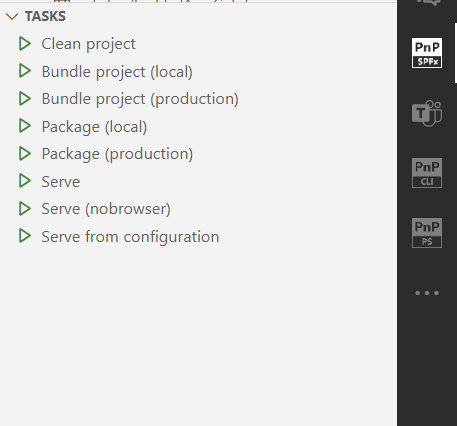 TASKS
Clean project
Bundle project (local)
Bundle project (production)
Package (local)
Package (production)
Serve
Serve (nobrowser)
Serve from configuration
PnP
SPFx
T
PnP
CLI
PnP
PS